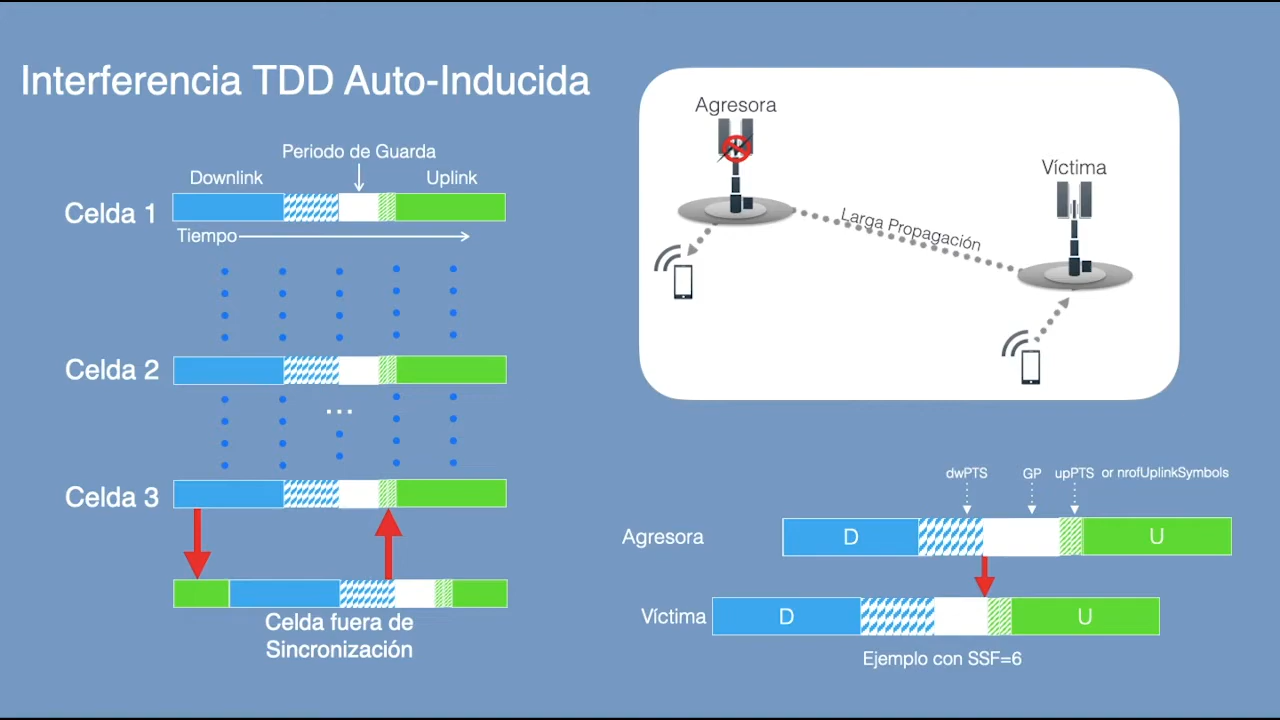 Interferencia TDD Auto-Inducida
Periodo de Guarda
Downlink
Uplink
Celda 1
Tiempo
Celda 2
...
Celda 3
Celda fuera de
Sincronización
Agresora
Víctima
Larga Propagación
dwPTS
GP
upPTS or nrofUplinkSymbols
Agresora
D
U
Víctima
D
U
Ejemplo con SSF=6